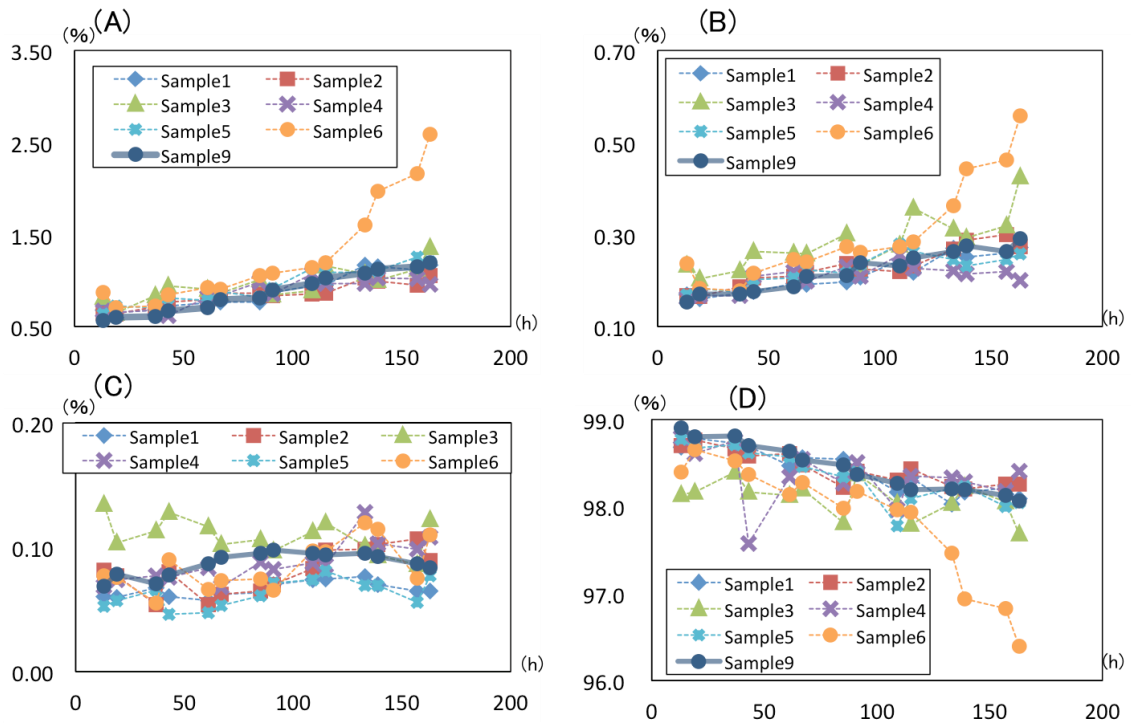 (A)
(%)
3.50
2.50
1.50
0.50
Sample1 Sample2
Sample3 Sample4
Sample5 Sample6
Sample9
(h)
0 50 100 150 200
(B)
(%)
0.70
0.50
0.30
0.10
Sample1 Sample2
Sample3 Sample4
Sample5 Sample6
Sample9
(h)
0 50 100 150 200
(C)
(%)
0.20
0.10
0.00
Sample1 Sample2 Sample3
Sample4 Sample5 Sample6
(h)
0 50 100 150 200
(D)
(%)
99.0
98.0
97.0
96.0
Sample1 Sample2
Sample3 Sample4
Sample5 Sample6
Sample9
(h)
0 50 100 150 200